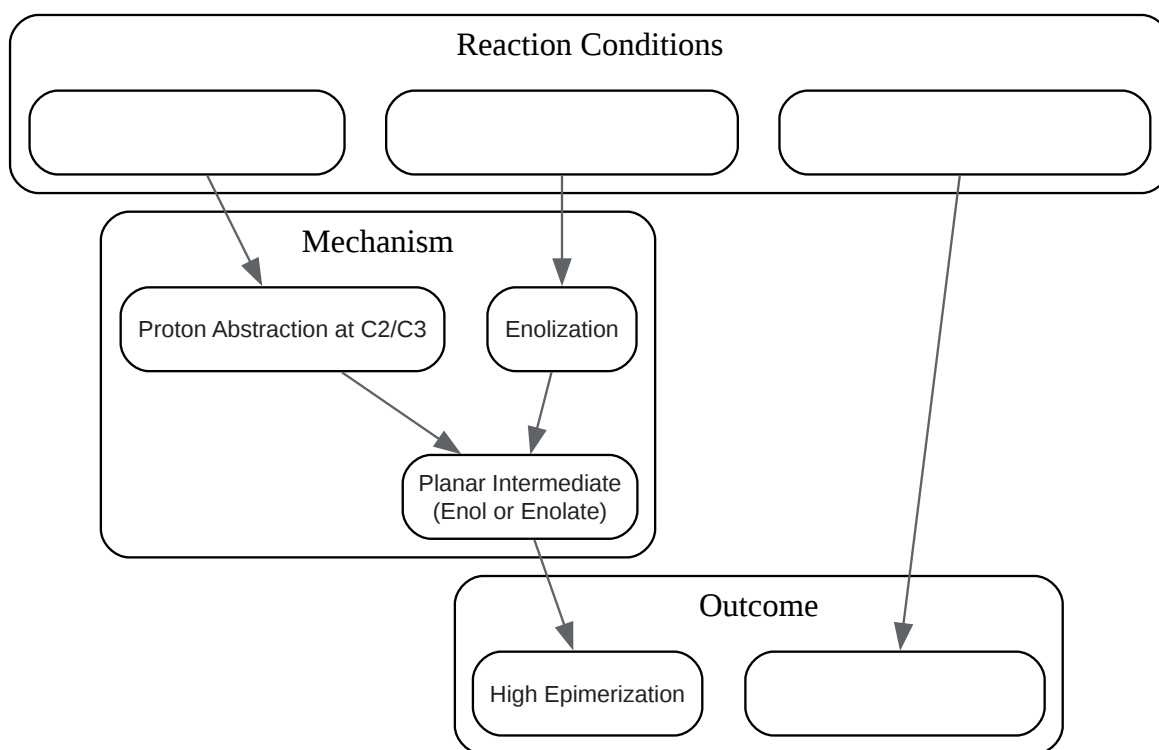 Reaction Conditions
Mechanism
Proton Abstraction at C2/C3
Enolization
Planar Intermediate
(Enol or Enolate)
Outcome
High Epimerization